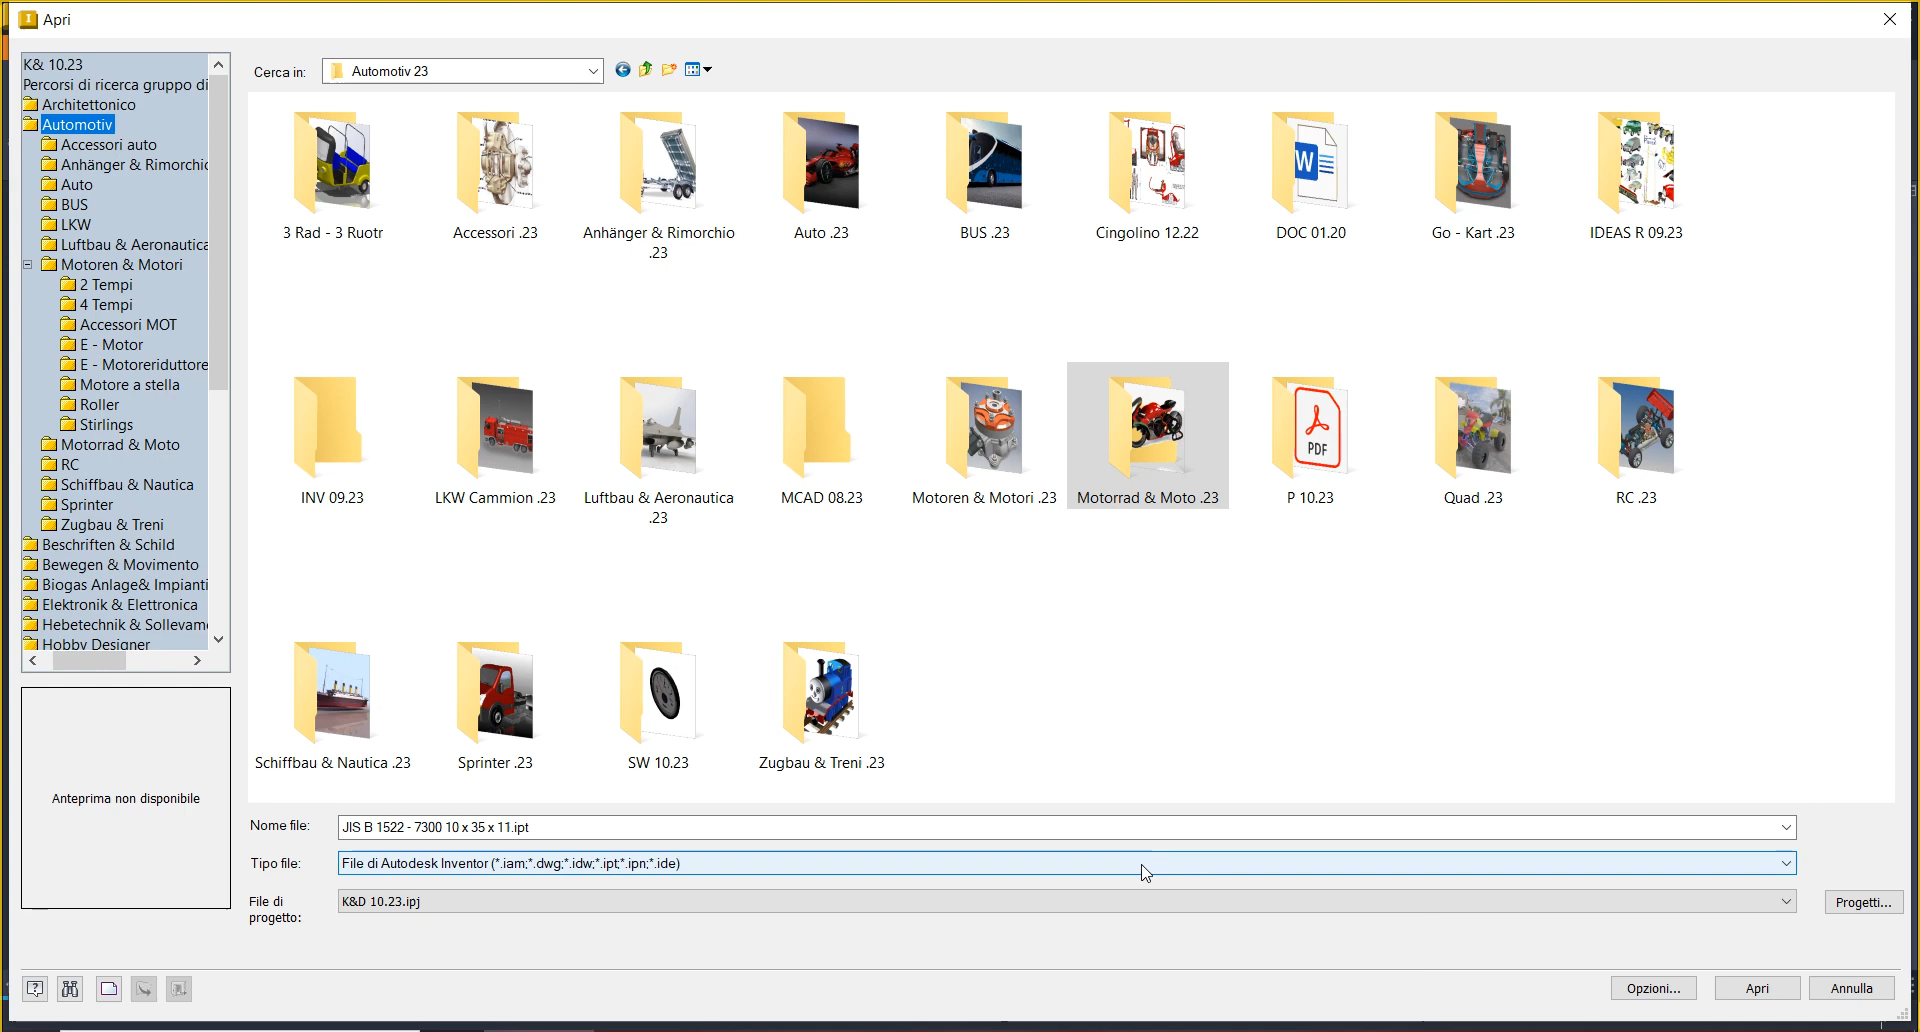 Apri
K& 10.23
Percorsi di ricerca gruppo di
Architettonico
Automotiv
Accessori auto
Anhänger & Rimorchio
Auto
BUS
LKW
Luftbau & Aeronautica
Motoren & Motori
2 Tempi
4 Tempi
Accessori MOT
E - Motor
E - Motoreriduttore
Motore a stella
Roller
Stirlings
Motorrad & Moto
RC
Schiffbau & Nautica
Sprinter
Zugbau & Treni
Beschriften & Schild
Bewegen & Movimento
Biogas Anlage& Impianti
Elektronik & Elettronica
Hebetechnik & Sollevam
Hobby Designer
Anteprima non disponibile
Cerca in:
Automotiv 23
3 Rad - 3 Ruotr
Accessori .23
Anhänger & Rimorchio
.23
Auto .23
BUS .23
Cingolino 12.22
W
DOC 01.20
Go - Kart .23
IDEAS R 09.23
INV 09.23
LKW Cammion .23
Luftbau & Aeronautica
.23
MCAD 08.23
Motoren & Motori .23
Motorrad & Moto .23
PDF
P 10.23
Quad .23
RC .23
Schiffbau & Nautica .23
Sprinter .23
SW 10.23
Zugbau & Treni .23
Nome file:
JIS B 1522 - 7300 10 x 35 x 11.ipt
Tipo file:
File di Autodesk Inventor (*.iam;*.dwg;*.idw;*.ipt;*.ipn;*.ide)
File di
progetto:
K&D 10.23.ipj
Progetti...
Opzioni...
Apri
Annulla